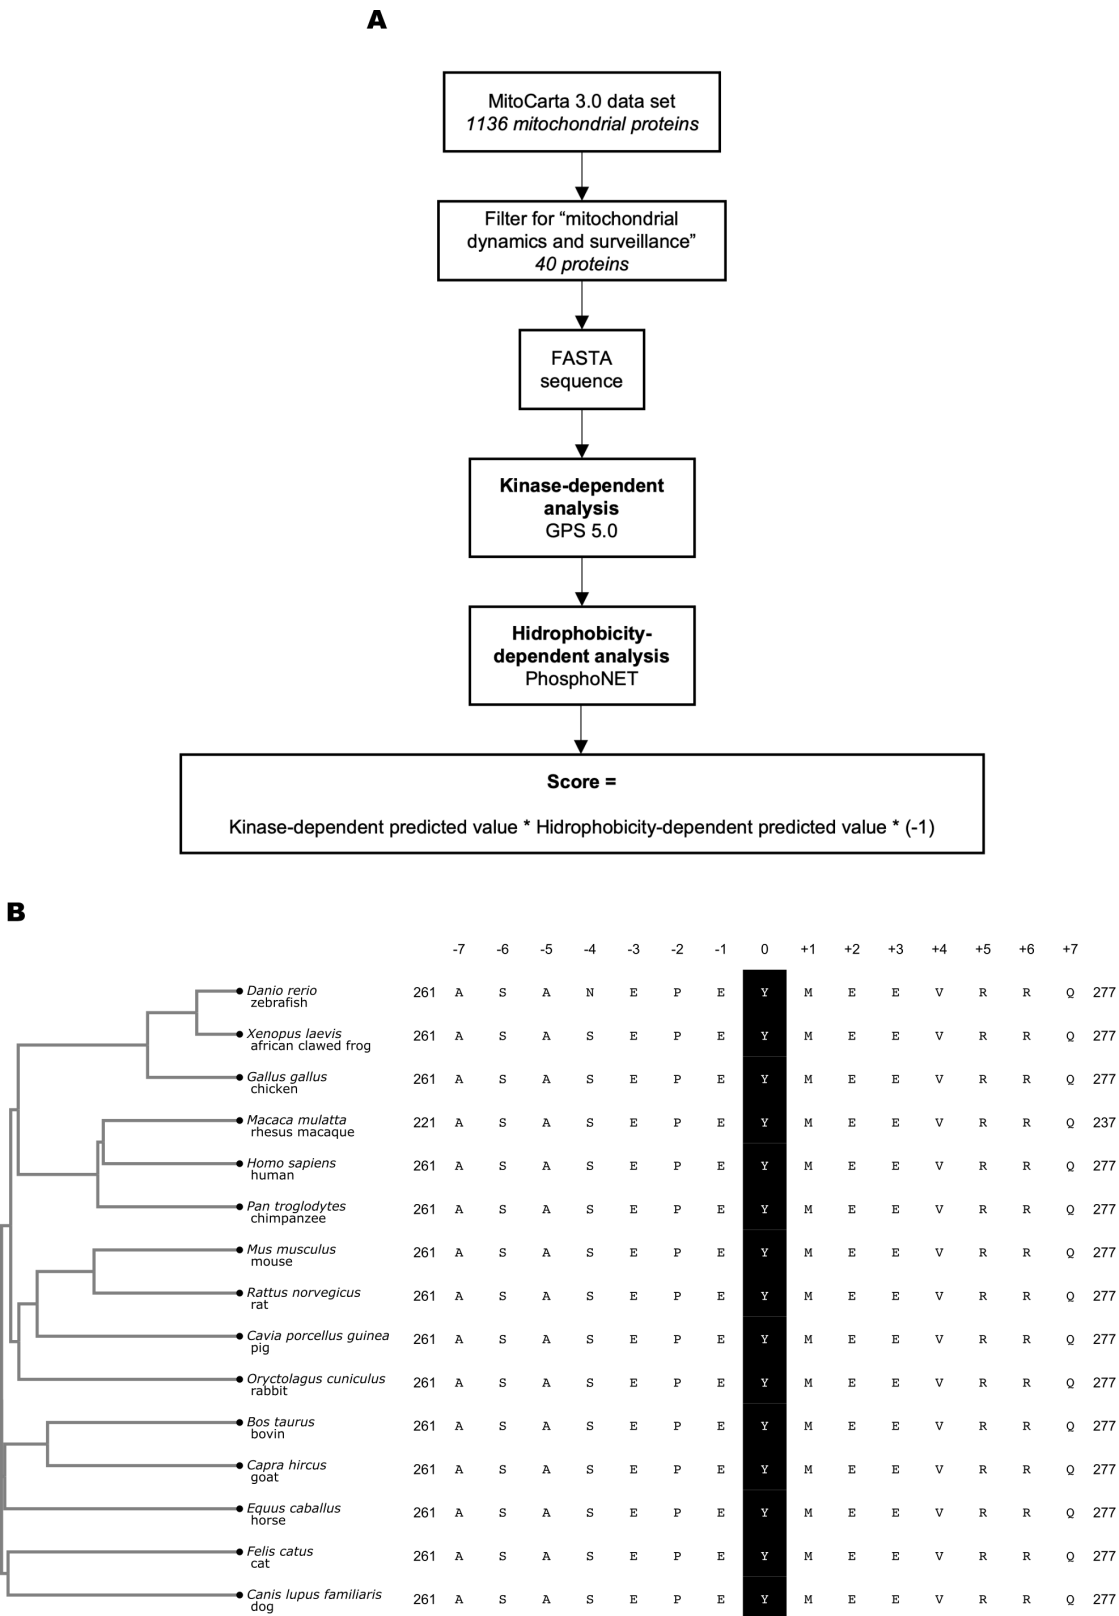 A
MitoCarta 3.0 data set
1136 mitochondrial proteins
Filter for “mitochondrial
dynamics and surveillance”
40 proteins
FASTA
sequence
Kinase-dependent
analysis
GPS 5.0
Hidrophobicity-
dependent analysis
PhosphoNET
Score =
Kinase-dependent predicted value * Hidrophobicity-dependent predicted value * (-1)
B
-7 -6 -5 -4 -3 -2 -1 0 +1 +2 +3 +4 +5 +6 +7
Danio rerio 261 A S A N E P E Y M E E V R R Q 277
zebrafish
Xenopus laevis 261 A S A S E P E Y M E E V R R Q 277
african clawed frog
Gallus gallus 261 A S A S E P E Y M E E V R R Q 277
chicken
Macaca mulatta 221 A S A S E P E Y M E E V R R Q 237
rhesus macaque
Homo sapiens 261 A S A S E P E Y M E E V R R Q 277
human
Pan troglodytes 261 A S A S E P E Y M E E V R R Q 277
chimpanzee
Mus musculus 261 A S A S E P E Y M E E V R R Q 277
mouse
Rattus norvegicus 261 A S A S E P E Y M E E V R R Q 277
rat
Cavia porcellus guinea 261 A S A S E P E Y M E E V R R Q 277
pig
Oryctolagus cuniculus 261 A S A S E P E Y M E E V R R Q 277
rabbit
Bos taurus 261 A S A S E P E Y M E E V R R Q 277
bovin
Capra hircus 261 A S A S E P E Y M E E V R R Q 277
goat
Equus caballus 261 A S A S E P E Y M E E V R R Q 277
horse
Felis catus 261 A S A S E P E Y M E E V R R Q 277
cat
Canis lupus familiaris 261 A S A S E P E Y M E E V R R Q 277
dog